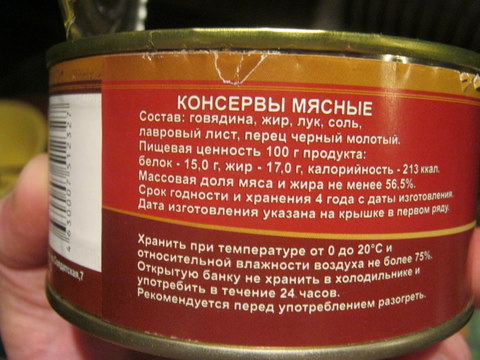 КОНСЕРВЫ МЯСНЫЕ
Состав: говядина, жир, лук, соль,
лавровый лист, перец черный молотый.
Пищевая ценность 100 г продукта:
белок - 15,0 г, жир - 17,0 г, калорийность - 213 ккал.
Массовая доля мяса и жира не менее 56,5%.
Срок годности и хранения 4 года с даты изготовления.
Дата изготовления указана на крышке в первом ряду.
Хранить при температуре от 0 до 20°С и
относительной влажности воздуха не более 75%.
Открытую банку не хранить в холодильнике и
употребить в течение 24 часов.
Рекомендуется перед употреблением разогреть.